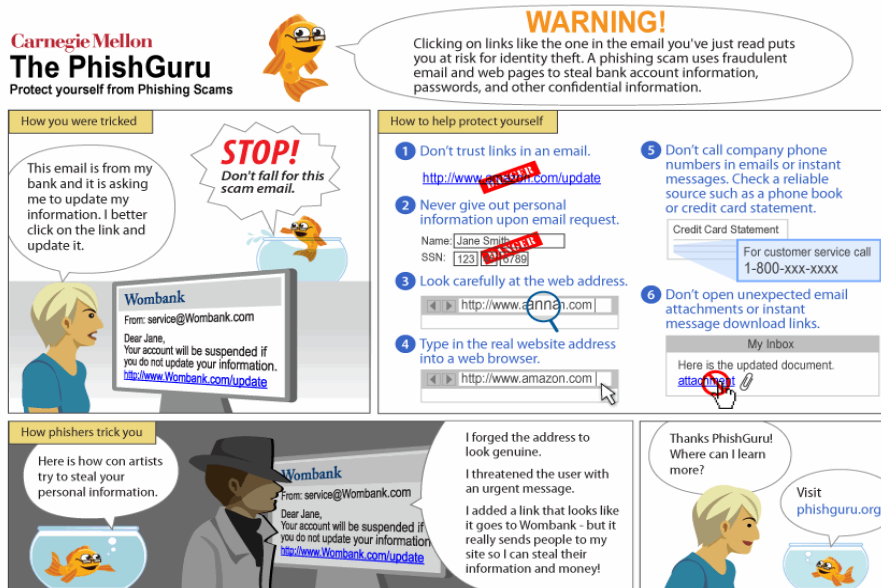 Carnegie Mellon
The PhishGuru
Protect yourself from Phishing Scams
WARNING!
Clicking on links like the one in the email you've just read puts
you at risk for identity theft. A phishing scam uses fraudulent
email and web pages to steal bank account information,
passwords, and other confidential information.
How you were tricked
This email is from my
bank and it is asking
me to update my
information. I better
click on the link and
update it.
STOP!
Don't fall for this
scam email.
Wombank
From: service@Wombank.com
Dear Jane,
Your account will be suspended if
you do not update your information.
http://www.Wombank.com/update
How to help protect yourself
1 Don't trust links in an email.
http://www.amazon.com/update
DANGER
2 Never give out personal
information upon email request.
Name: Jane Smith
SSN: 123 6789
DANGER
3 Look carefully at the web address.
http://www.annan.com
4 Type in the real website address
into a web browser.
http://www.amazon.com
5 Don't call company phone
numbers in emails or instant
messages. Check a reliable
source such as a phone book
or credit card statement.
Credit Card Statement
For customer service call
1-800-xxx-xxxx
6 Don't open unexpected email
attachments or instant
message download links.
My Inbox
Here is the updated document.
attachment
How phishers trick you
Here is how con artists
try to steal your
personal information.
Wombank
From: service@Wombank.com
Dear Jane,
Your account will be suspended if
you do not update your information
http://www.Wombank.com/update
I forged the address to
look genuine.
I threatened the user with
an urgent message.
I added a link that looks like
it goes to Wombank - but it
really sends people to my
site so I can steal their
information and money!
Thanks PhishGuru!
Where can I learn
more?
Visit
phishguru.org